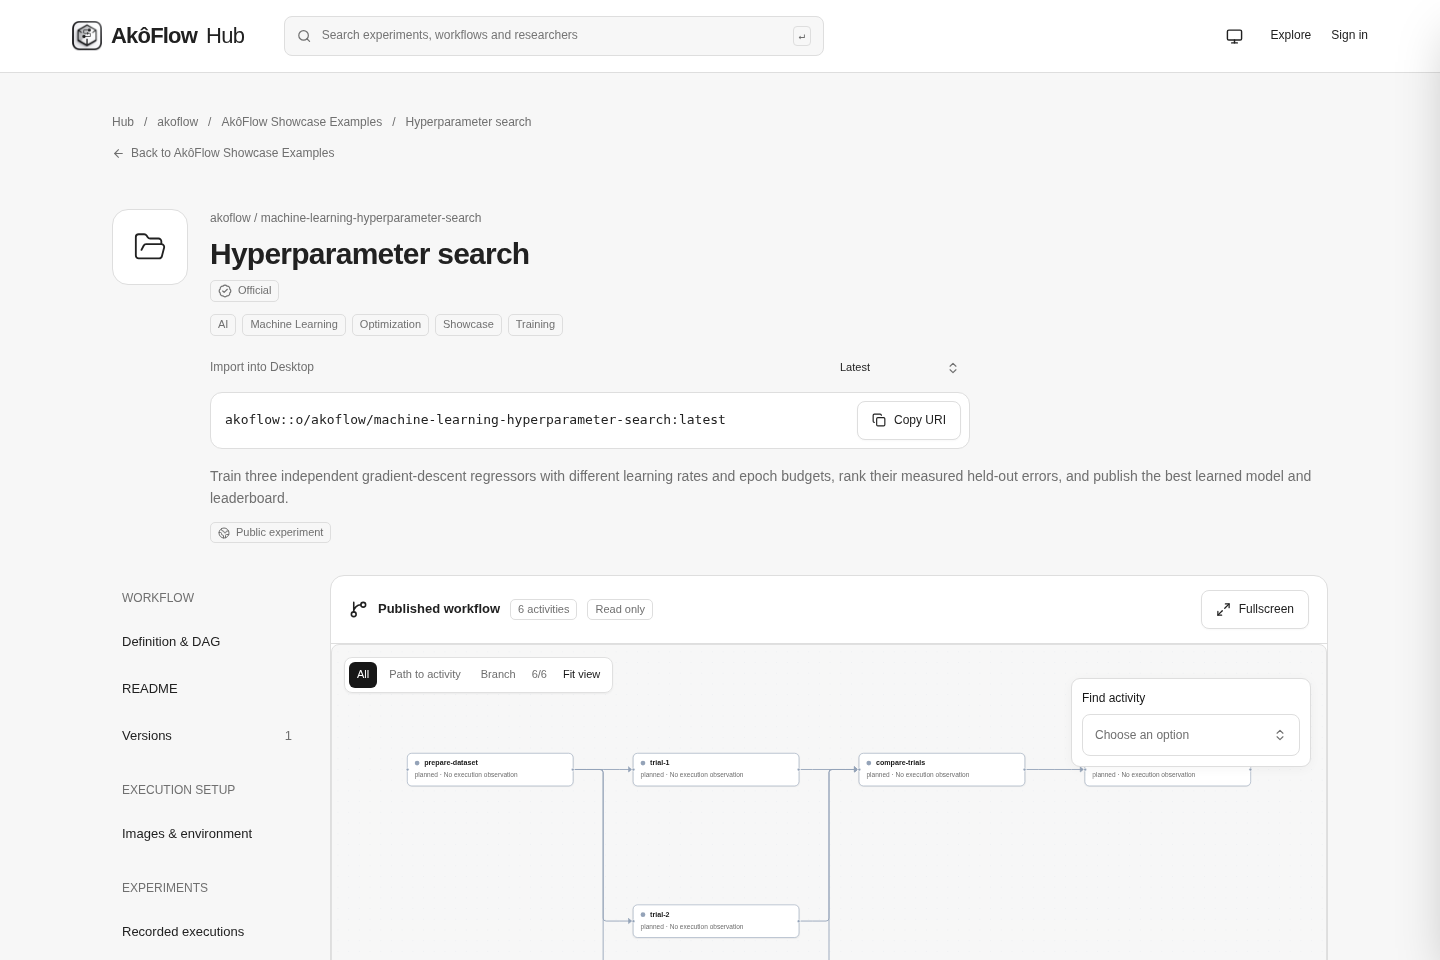 AkôFlow Hub
Search experiments, workflows and researchers
↵
Explore
Sign in
Hub / akoflow / AkôFlow Showcase Examples / Hyperparameter search
Back to AkôFlow Showcase Examples
akoflow / machine-learning-hyperparameter-search
Hyperparameter search
Official
AI
Machine Learning
Optimization
Showcase
Training
Import into Desktop
Latest
akoflow::o/akoflow/machine-learning-hyperparameter-search:latest
Copy URI
Train three independent gradient-descent regressors with different learning rates and epoch budgets, rank their measured held-out errors, and publish the best learned model and
leaderboard.
Public experiment
WORKFLOW
Definition & DAG
README
Versions 1
EXECUTION SETUP
Images & environment
EXPERIMENTS
Recorded executions
Published workflow
6 activities
Read only
Fullscreen
All
Path to activity
Branch
6/6
Fit view
Find activity
Choose an option
prepare-dataset
planned · No execution observation
trial-1
planned · No execution observation
compare-trials
planned · No execution observation
planned · No execution observation
trial-2
planned · No execution observation